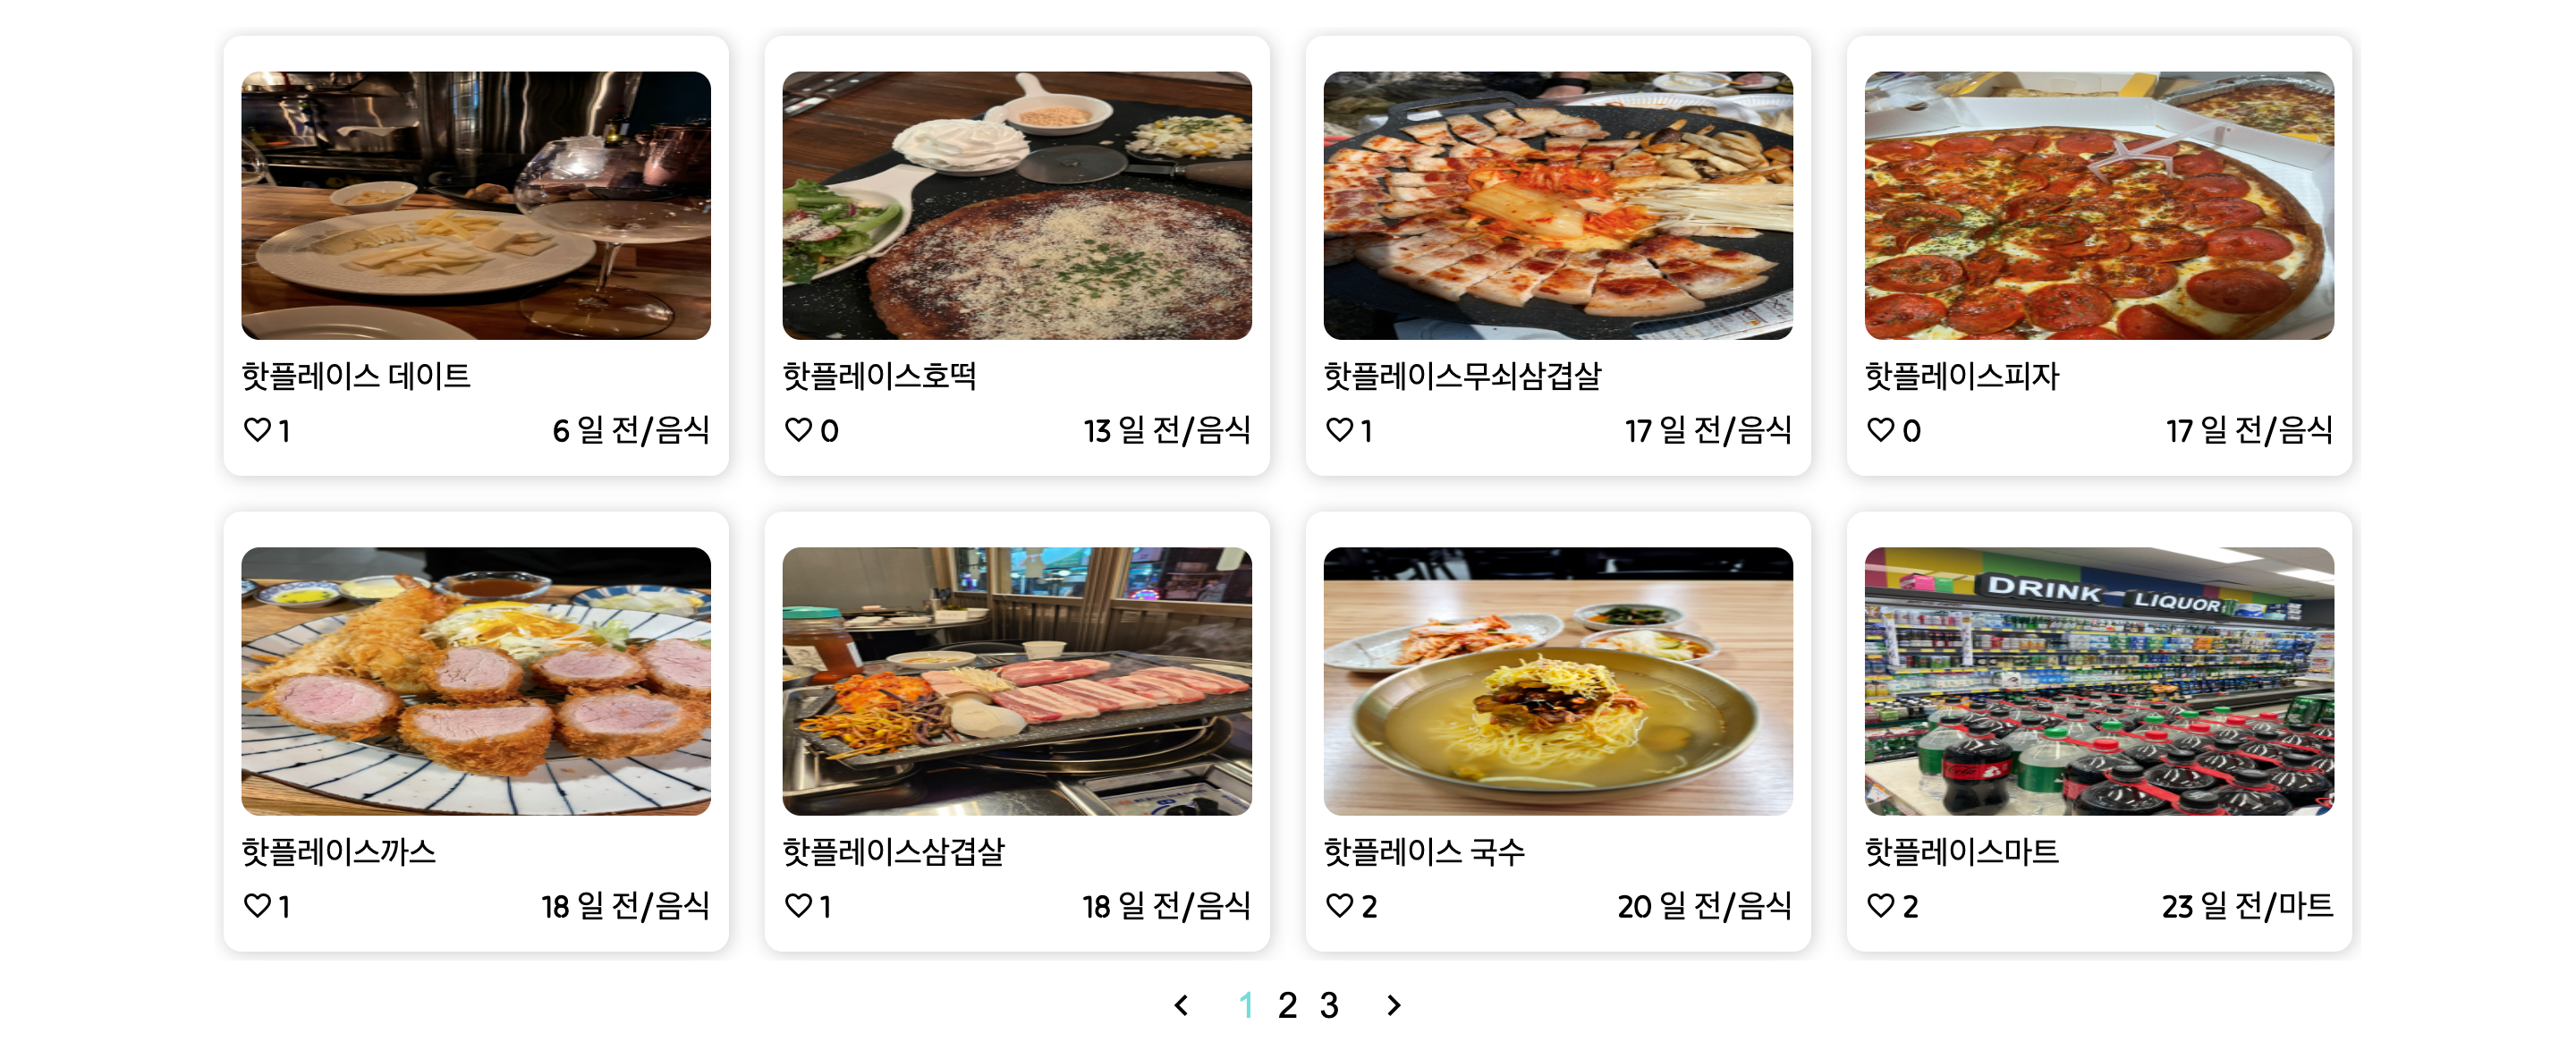 핫플레이스 데이트
1
6 일 전/음식
핫플레이스호떡
0
13 일 전/음식
핫플레이스무쇠삼겹살
1
17 일 전/음식
핫플레이스피자
0
17 일 전/음식
DRINK LIQUOR
핫플레이스까스
1
18 일 전/음식
핫플레이스삼겹살
1
18 일 전/음식
핫플레이스 국수
2
20 일 전/음식
핫플레이스마트
2
23 일 전/마트
1 2 3